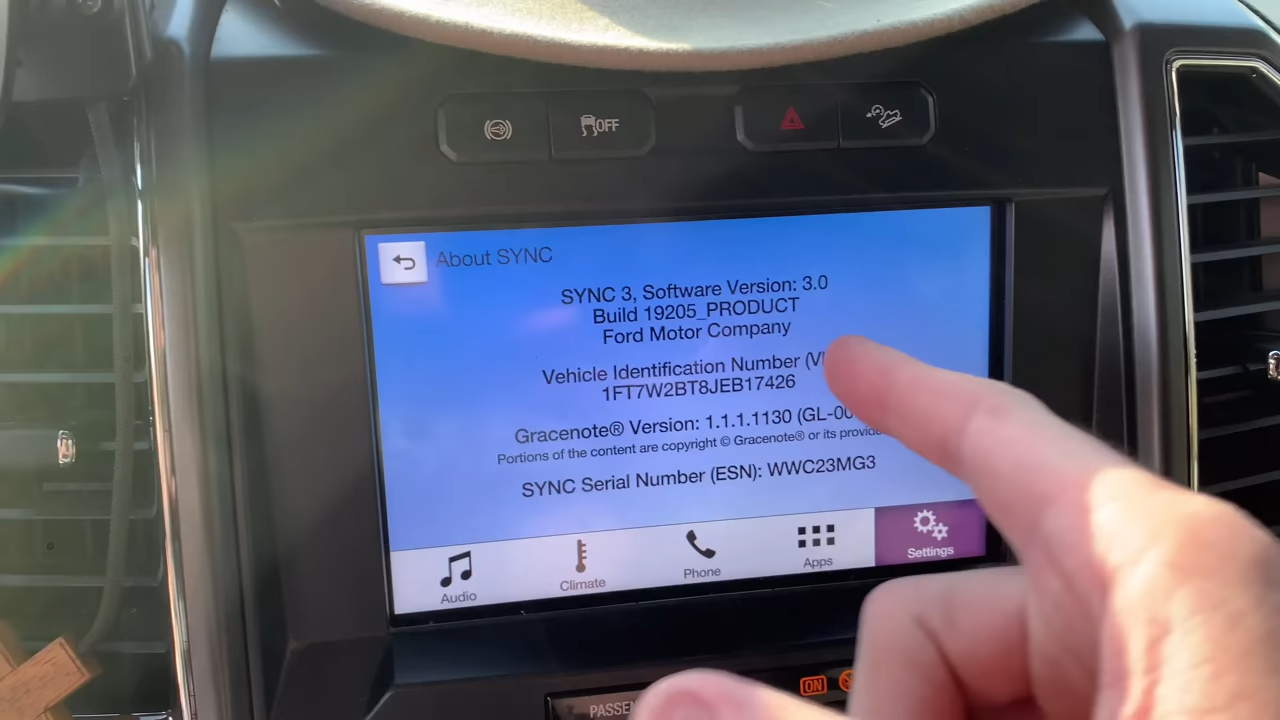 OFF
About SYNC
SYNC 3, Software Version: 3.0
Build 19205_PRODUCT
Ford Motor Company
Vehicle Identification Number
1FT7W2BT8JEB17426
Gracenote® Version: 1.1.1.1130 (GL-00
Portions of the content are copyright © Gracenote® or its
SYNC Serial Number (ESN): WWC23MG3
Audio
Climate
Phone
Apps
Settings
ON